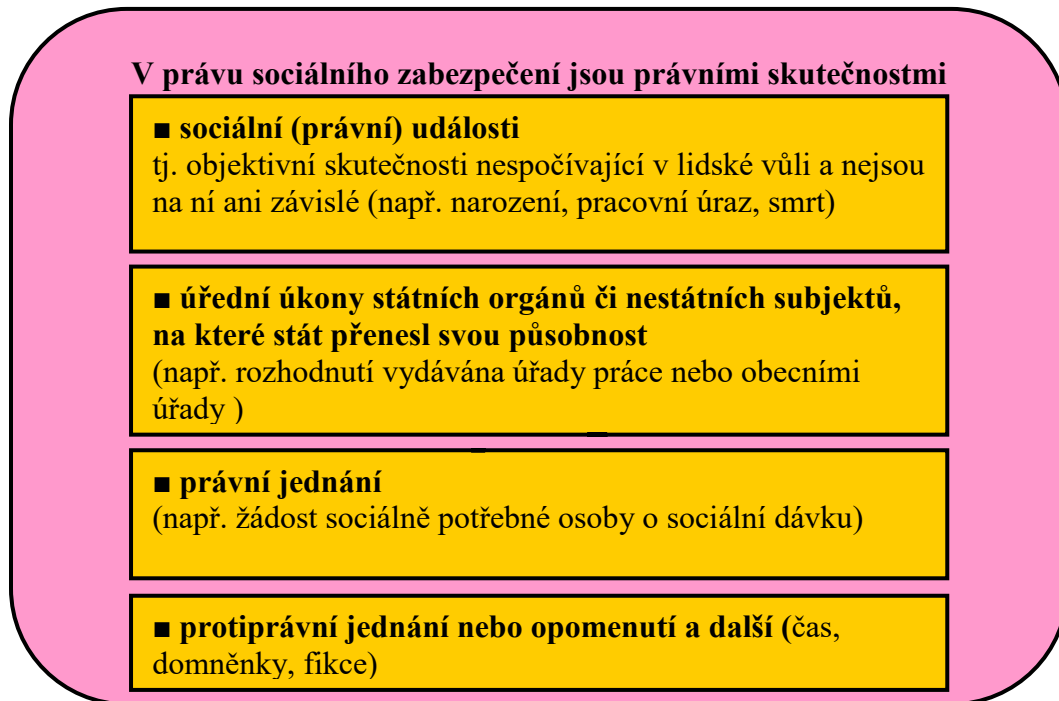 V právu sociálního zabezpečení jsou právními skutečnostmi
■ sociální (právní) události
tj. objektivní skutečnosti nespočívající v lidské vůli a nejsou
na ní ani závislé (např. narození, pracovní úraz, smrt)
■ úřední úkony státních orgánů či nestátních subjektů,
na které stát přenesl svou působnost
(např. rozhodnutí vydávána úřady práce nebo obecními
úřady )
■ právní jednání
(např. žádost sociálně potřebné osoby o sociální dávku)
■ protiprávní jednání nebo opomenutí a další (čas,
domněnky, fikce)